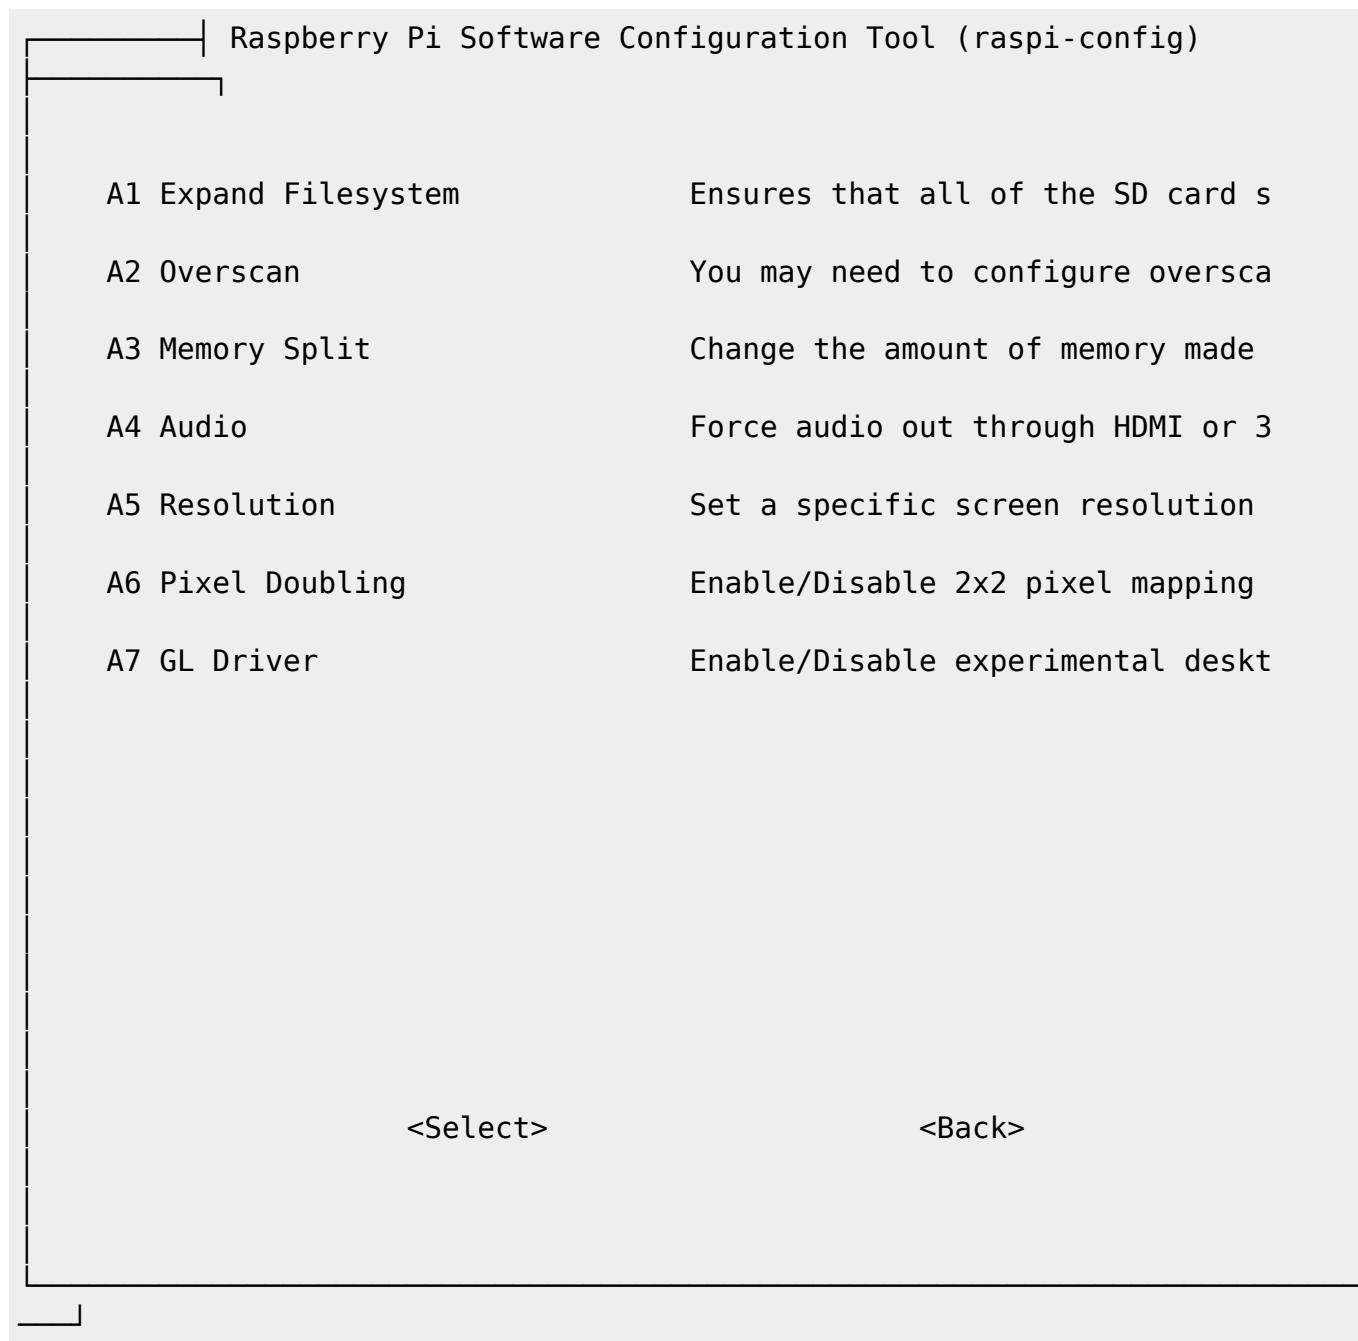 Raspberry Pi Software Configuration Tool (raspi-config)
A1 Expand Filesystem Ensures that all of the SD card s
A2 Overscan You may need to configure oversca
A3 Memory Split Change the amount of memory made
A4 Audio Force audio out through HDMI or 3
A5 Resolution Set a specific screen resolution
A6 Pixel Doubling Enable/Disable 2x2 pixel mapping
A7 GL Driver Enable/Disable experimental deskt
<Select> <Back>